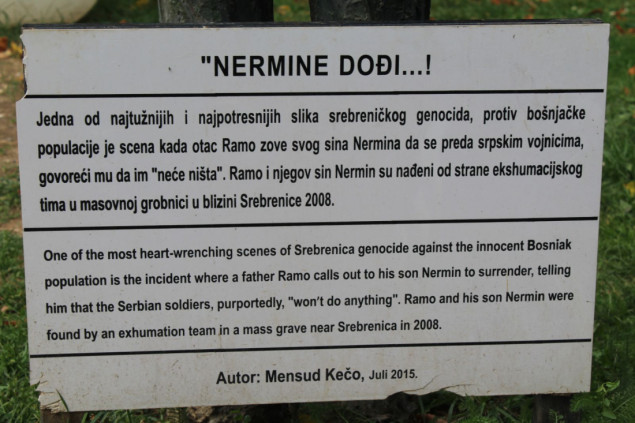 "NERMINE DOĐI...!
Jedna od najtužnijih i najpotresnijih slika srebreničkog genocida, protiv bošnjačke
populacije je scena kada otac Ramo zove svog sina Nermina da se preda srpskim vojnicima,
govoreći mu da im "neće ništa". Ramo i njegov sin Nermin su nađeni od strane ekshumacijskog
tima u masovnoj grobnici u blizini Srebrenice 2008.
One of the most heart-wrenching scenes of Srebrenica genocide against the innocent Bosniak
population is the incident where a father Ramo calls out to his son Nermin to surrender, telling
him that the Serbian soldiers, purportedly, "won't do anything". Ramo and his son Nermin were
found by an exhumation team in a mass grave near Srebrenica in 2008.
Autor: Mensud Kečo, Juli 2015.